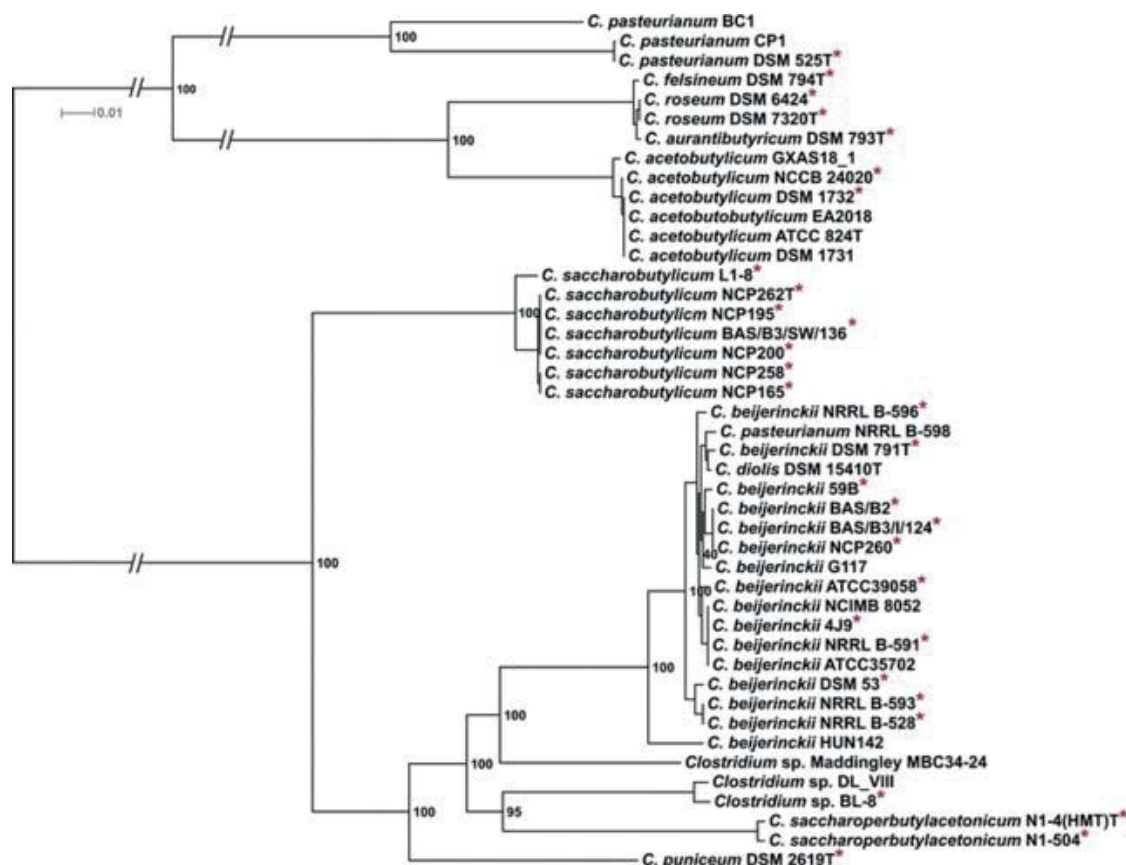 C. pasteurianum BC1
100
C. pasteurianum CP1
C. pasteurianum DSM 525T*
C. felsineum DSM 794T*
100
C. roseum DSM 6424*
0.01
C. roseum DSM 7320T*
100
C. aurantibutyricum DSM 793T*
C. acetobutylicum GXAS18_1
C. acetobutylicum NCCB 24020*
C. acetobutylicum DSM 1732*
C. acetobutobutylicum EA2018
C. acetobutylicum ATCC 824T
C. acetobutylicum DSM 1731
C. saccharobutylicum L1-8*
C. saccharobutylicum NCP262T*
100
C. saccharobutylicm NCP195*
C. saccharobutylicum BAS/B3/SW/136*
C. saccharobutylicum NCP200*
C. saccharobutylicum NCP258*
C. saccharobutylicum NCP165*
C. beijerinckii NRRL B-596*
C. pasteurianum NRRL B-598
C. beijerinckii DSM 791T*
C. diolis DSM 15410T
C. beijerinckii 59B*
C. beijerinckii BAS/B2*
C. beijerinckii BAS/B3/I/124*
40
C. beijerinckii NCP260*
100
C. beijerinckii G117
C. beijerinckii ATCC39058*
100
C. beijerinckii NCIMB 8052
C. beijerinckii 4J9*
C. beijerinckii NRRL B-591*
100
C. beijerinckii ATCC35702
C. beijerinckii DSM 53*
C. beijerinckii NRRL B-593*
100
C. beijerinckii NRRL B-528*
C. beijerinckii HUN142
100
Clostridium sp. Maddingley MBC34-24
Clostridium sp. DL_VIII
Clostridium sp. BL-8*
100
95
C. saccharoperbutylacetonicum N1-4(HMT)T*
C. saccharoperbutylacetonicum N1-504*
C. puniceum DSM 2619T*